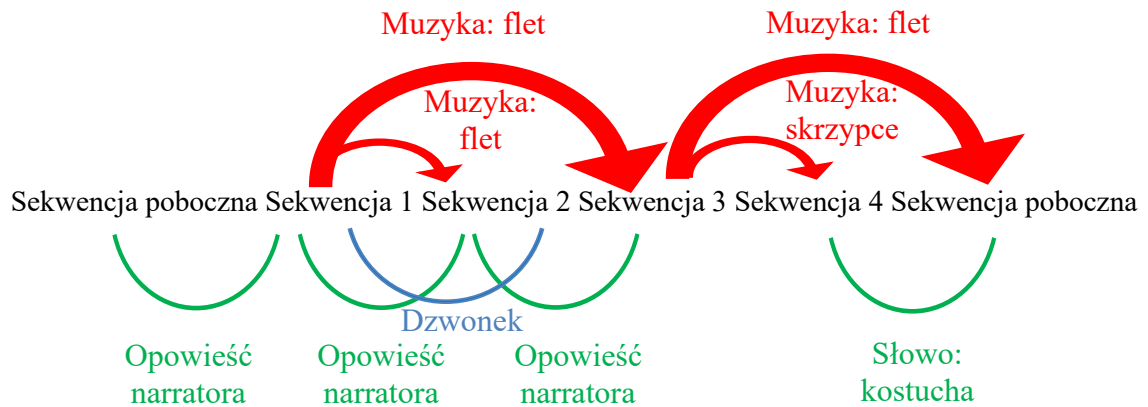 Muzyka: flet
Muzyka: flet
Muzyka:
flet
Muzyka:
skrzypce
Sekwencja poboczna Sekwencja 1 Sekwencja 2 Sekwencja 3 Sekwencja 4 Sekwencja poboczna
Dzwonek
Opowieść
narratora
Opowieść
narratora
Opowieść
narratora
Słowo:
kostucha